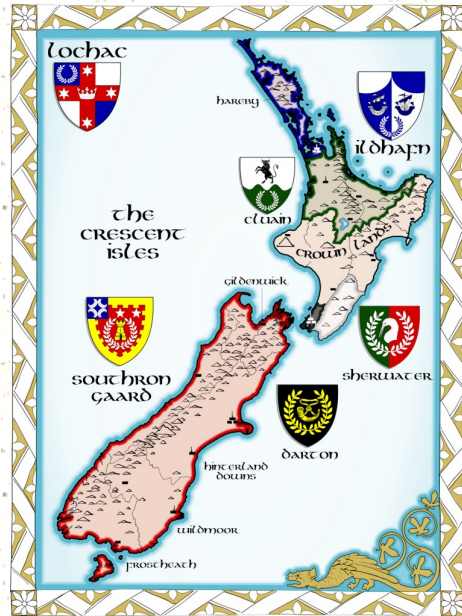 Lochac
hareby
ildhafn
cluain
the
crescent
isles
crown lands
gildenwick
southron
gaard
sherwater
darton
hinterland
downs
wildmoor
frostheath